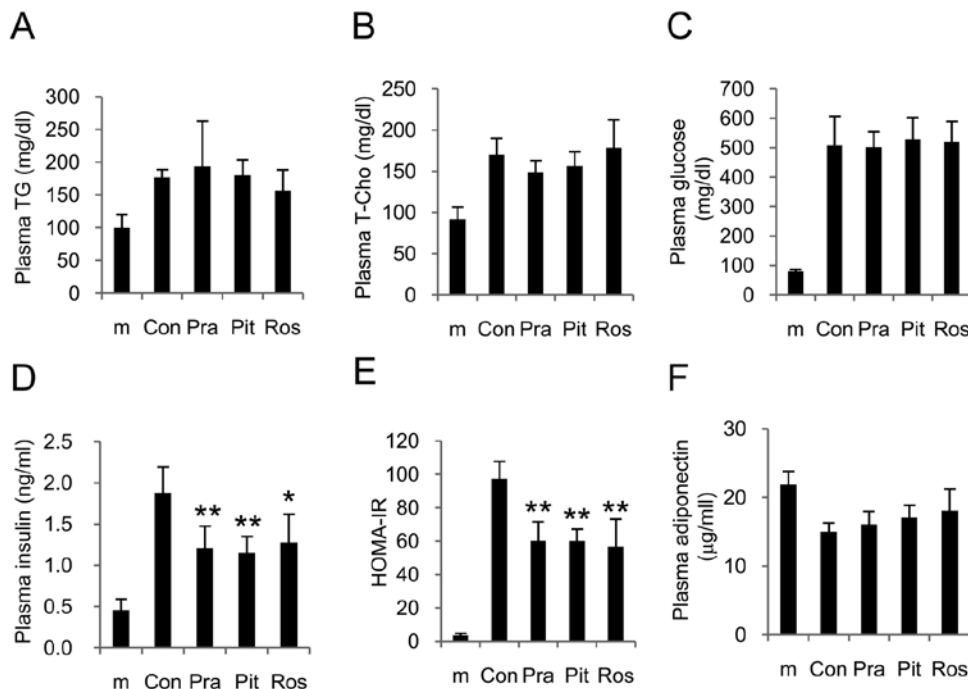 A
B
C
Plasma TG (mg/dl)
300
250
200
150
100
50
0
m Con Pra Pit Ros
Plasma T-Cho (mg/dl)
250
200
150
100
50
0
m Con Pra Pit Ros
Plasma glucose
(mg/dl)
700
600
500
400
300
200
100
0
m Con Pra Pit Ros
D
E
F
Plasma insulin (ng/ml)
2.5
2.0
1.5
1.0
0.5
0.0
** ** *
m Con Pra Pit Ros
HOMA-IR
120
100
80
60
40
20
0
** ** **
m Con Pra Pit Ros
Plasma adiponectin
(μg/mll)
30
20
10
0
m Con Pra Pit Ros